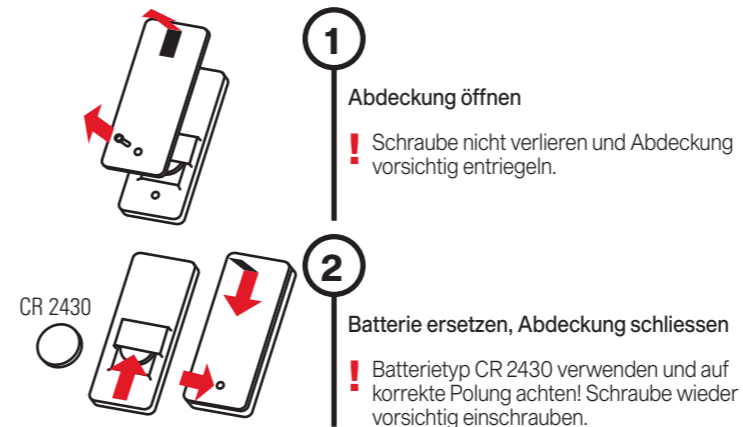 1
Abdeckung öffnen
! Schraube nicht verlieren und Abdeckung
vorsichtig entriegeln.
2
CR 2430
Batterie ersetzen, Abdeckung schliessen
! Batterietyp CR 2430 verwenden und auf
korrekte Polung achten! Schraube wieder
vorsichtig einschrauben.